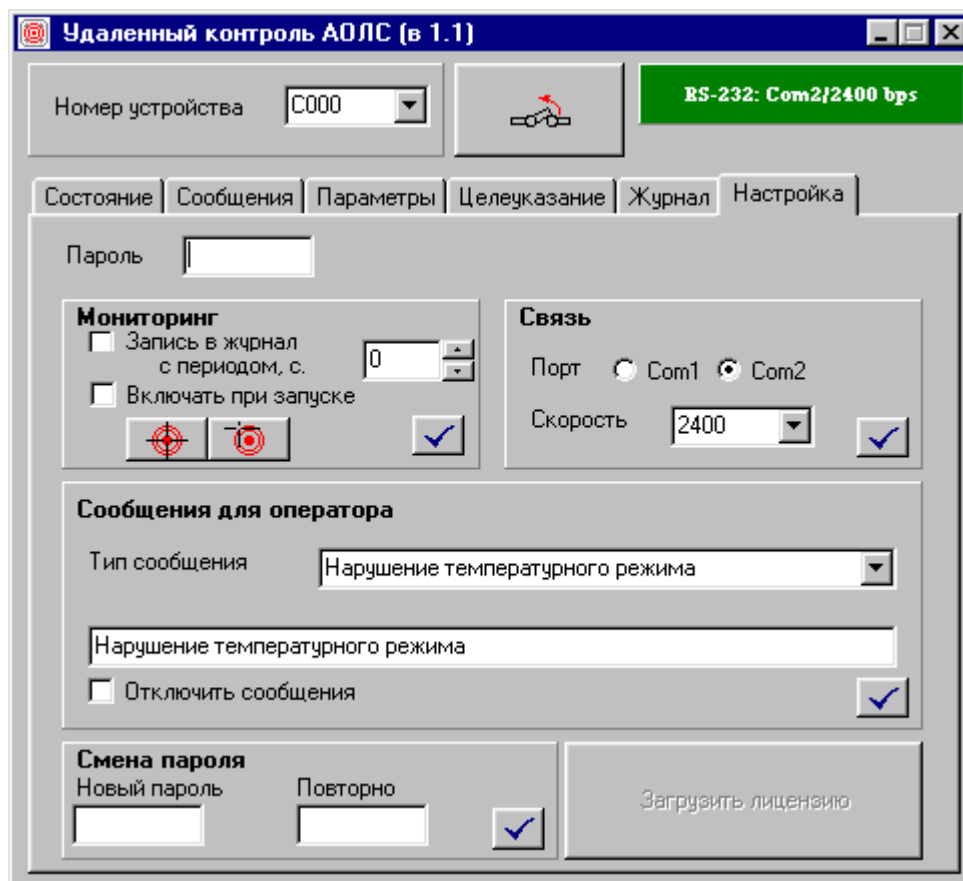 Удаленный контроль АОЛС (в 1.1)
Номер устройства
C000
RS-232: Com2/2400 bps
Состояние
Сообщения
Параметры
Целеуказание
Журнал
Настройка
Пароль
Мониторинг
Запись в журнал
с периодом, с.
0
Включать при запуске
Связь
Порт
Com1
Com2
Скорость
2400
Сообщения для оператора
Тип сообщения
Нарушение температурного режима
Нарушение температурного режима
Отключить сообщения
Смена пароля
Новый пароль
Повторно
Загрузить лицензию